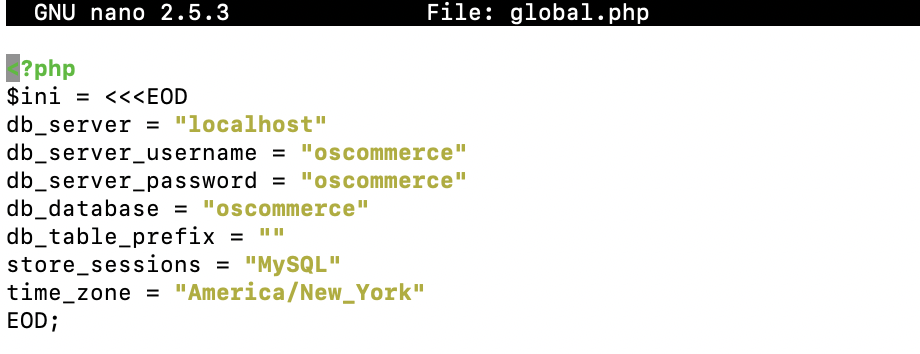 GNU nano 2.5.3 File: global.php
<?php
$ini = <<<EOD
db_server = "localhost"
db_server_username = "oscommerce"
db_server_password = "oscommerce"
db_database = "oscommerce"
db_table_prefix = ""
store_sessions = "MySQL"
time_zone = "America/New_York"
EOD;